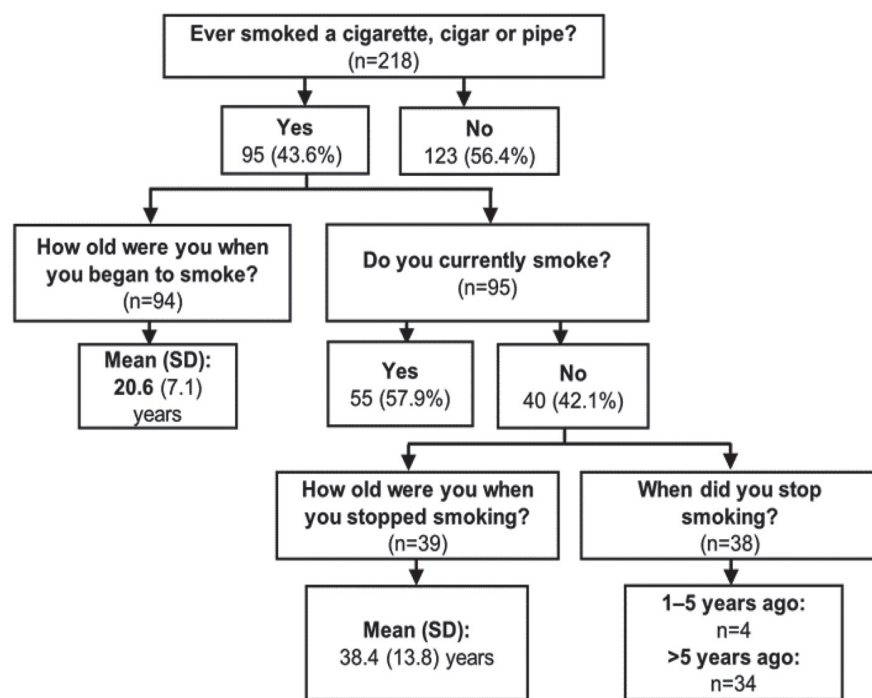 Ever smoked a cigarette, cigar or pipe?
(n=218)
Yes
95 (43.6%)
No
123 (56.4%)
How old were you when
you began to smoke?
(n=94)
Do you currently smoke?
(n=95)
Mean (SD):
20.6 (7.1)
years
Yes
55 (57.9%)
No
40 (42.1%)
How old were you when
you stopped smoking?
(n=39)
When did you stop
smoking?
(n=38)
Mean (SD):
38.4 (13.8) years
1–5 years ago:
n=4
>5 years ago:
n=34